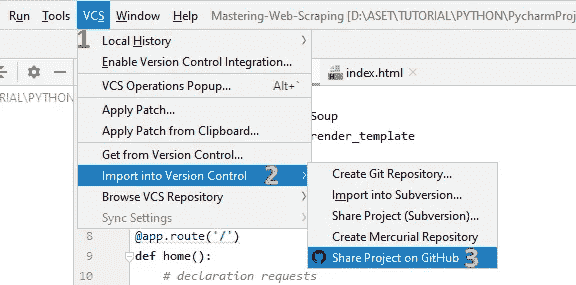 Run Tools VCS Window Help Mastering-Web-Scraping [D:\ASET\TUTORIAL\PYTHON\PycharmProj
1
Local History
Enable Version Control Integration...
index.html
VCS Operations Popup... Alt+`
RIAL\PYTHON
Apply Patch... Soup
Apply Patch from Clipboard... render_template
Get from Version Control...
Import into Version Control 2
Create Git Repository...
Browse VCS Repository
Import into Subversion...
Sync Settings
Share Project (Subversion)...
8 @app.route('/')
Create Mercurial Repository
9 def home():
Share Project on GitHub 3
10 # declaration requests